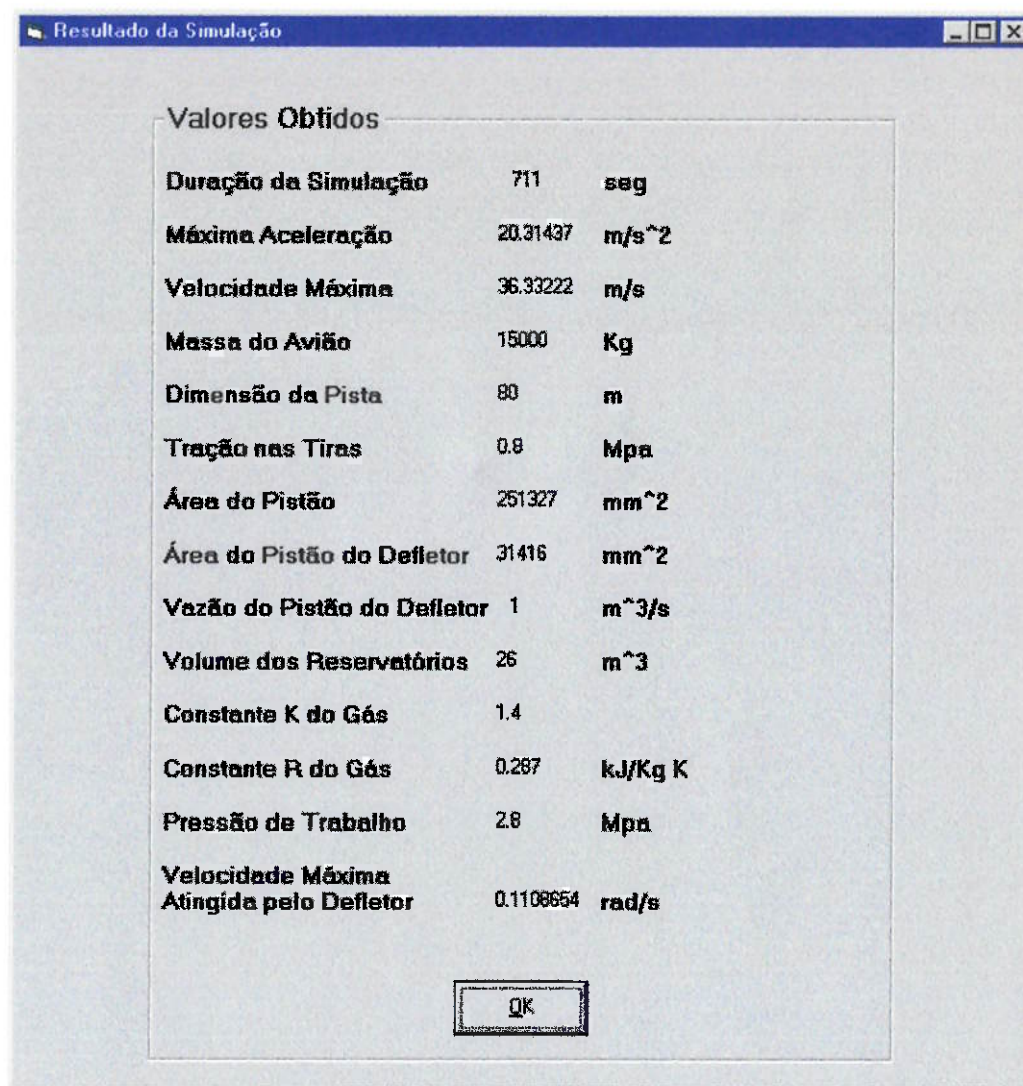 Resultado da Simulação
Valores Obtidos
Duração da Simulação 711 seg
Máxima Aceleração 20.31437 m/s^2
Velocidade Máxima 36.33222 m/s
Massa do Avião 15000 Kg
Dimensão da Pista 80 m
Tração nas Tiras 0.8 Mpa
Área do Pistão 251327 mm^2
Área do Pistão do Defletor 31416 mm^2
Vazão do Pistão do Defletor 1 m^3/s
Volume dos Reservatórios 26 m^3
Constante K do Gás 1.4
Constante R do Gás 0.287 kJ/Kg K
Pressão de Trabalho 2.8 Mpa
Velocidade Máxima
Atingida pelo Defletor 0.1108654 rad/s
OK